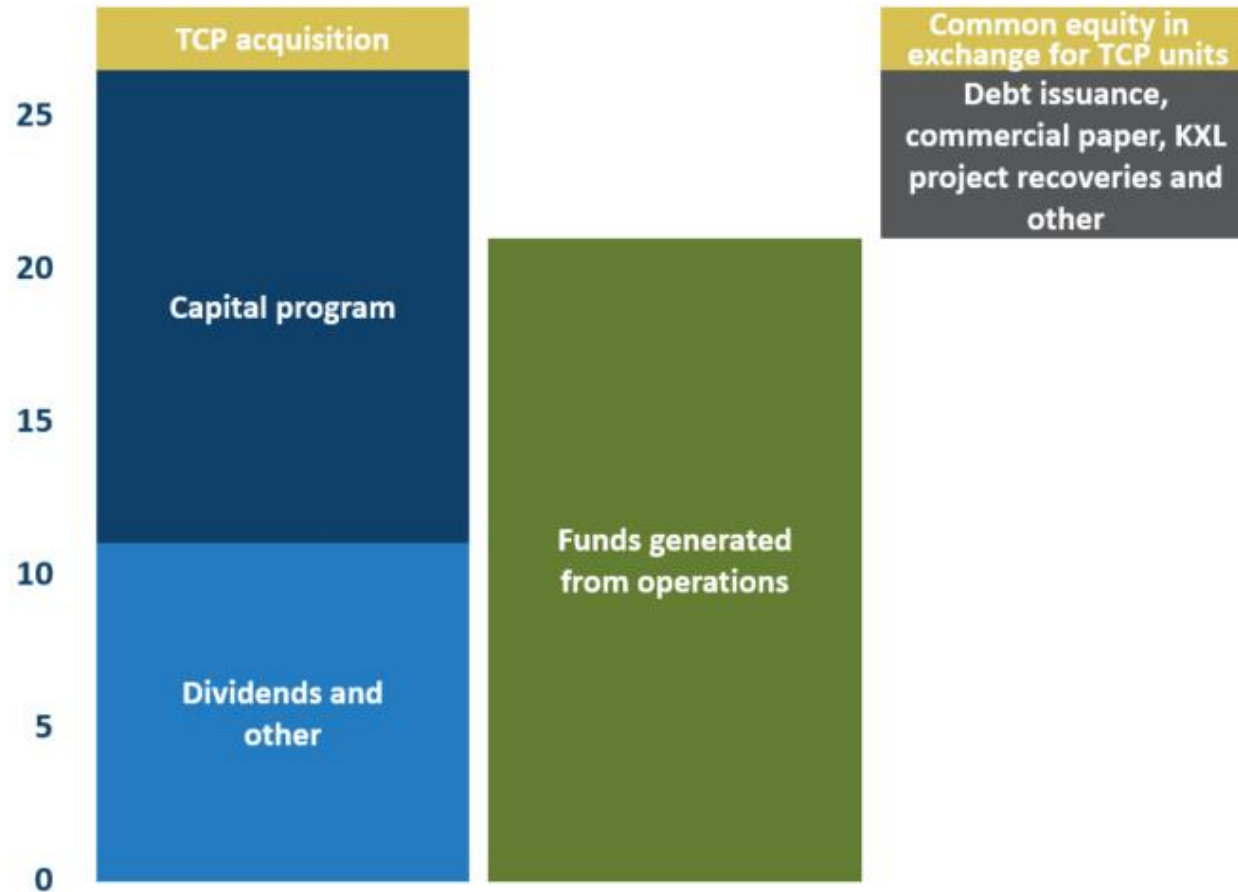 TCP acquisition
Common equity in
exchange for TCP units
25
Debt issuance,
commercial paper, KXL
project recoveries and
other
20
Capital program
15
10
Funds generated
from operations
Dividends and
other
5
0